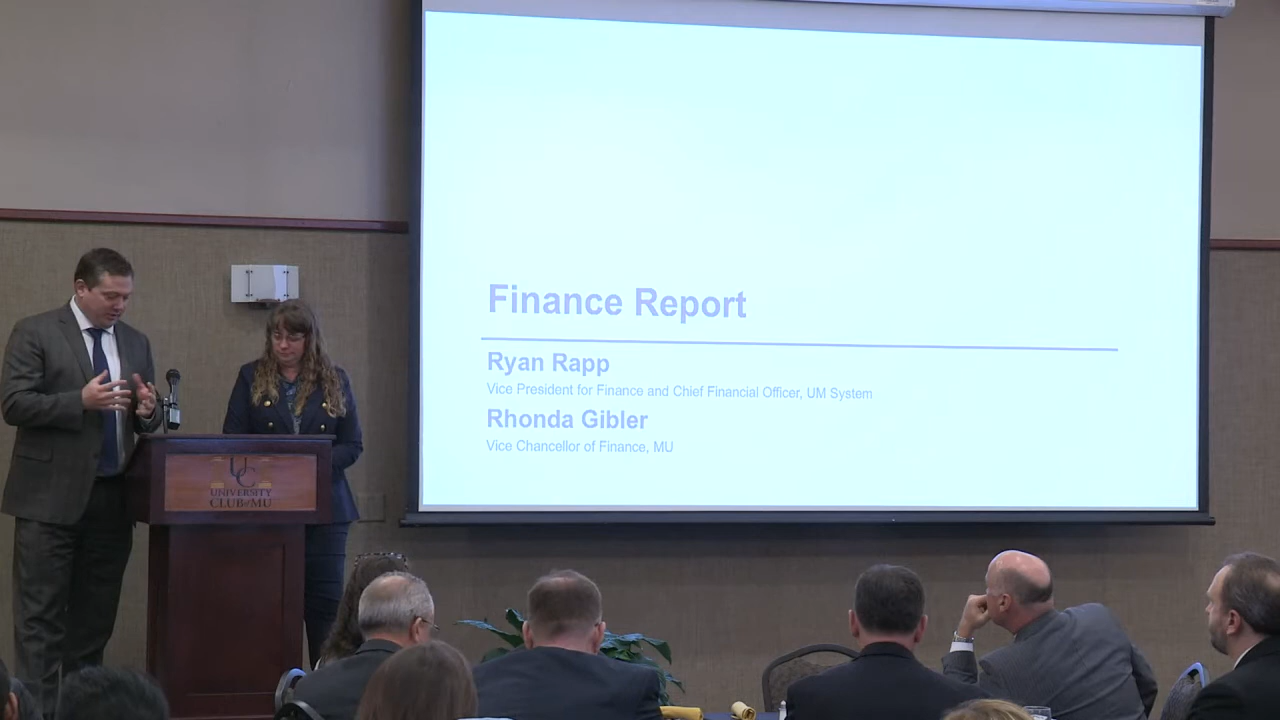 Finance Report
Ryan Rapp
Vice President for Finance and Chief Financial Officer, UM System
Rhonda Gibler
Vice Chancellor of Finance, MU
UC
UNIVERSITY
CLUB of MU